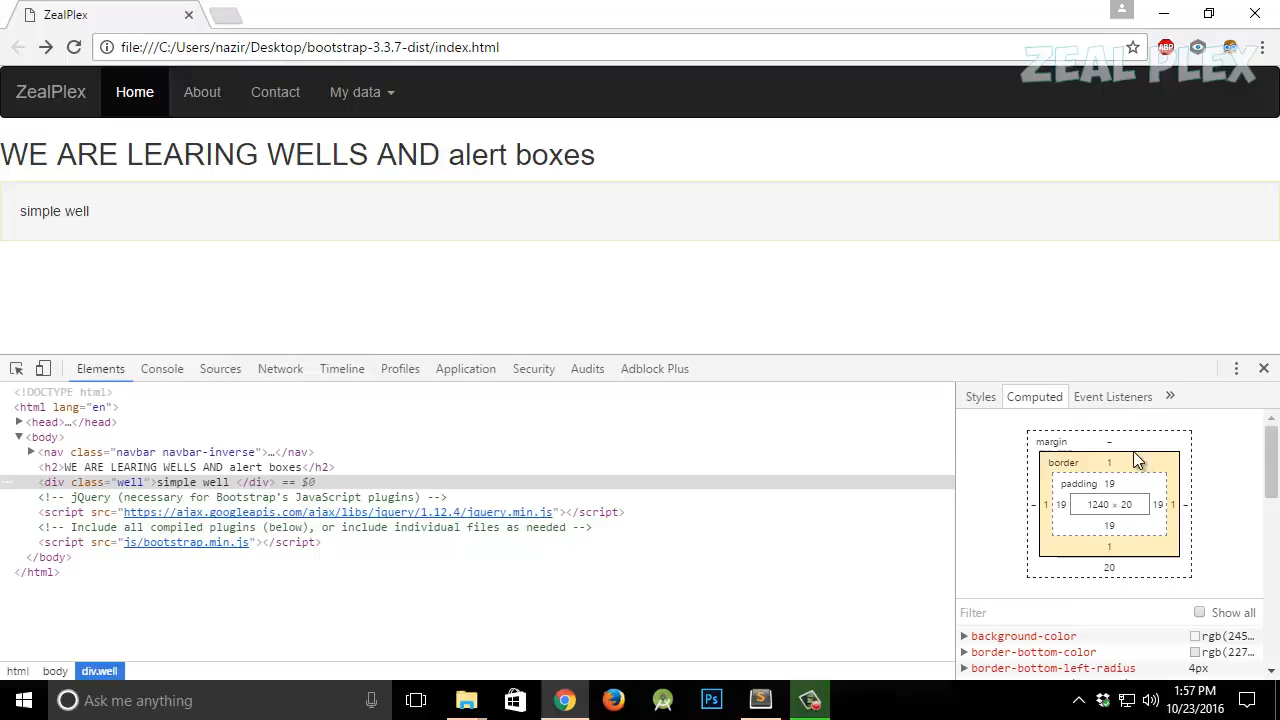 ZealPlex
file:///C:/Users/nazir/Desktop/bootstrap-3.3.7-dist/index.html
ABP
ZEAL PLEX
ZealPlex Home About Contact My data
WE ARE LEARING WELLS AND alert boxes
simple well
Elements Console Sources Network Timeline Profiles Application Security Audits Adblock Plus
<!DOCTYPE html>
<html lang="en">
<head>…</head>
<body>
<nav class="navbar navbar-inverse">…</nav>
<h2>WE ARE LEARING WELLS AND alert boxes</h2>
<div class="well">simple well </div> == $0
<!-- jQuery (necessary for Bootstrap's JavaScript plugins) -->
<script src="https://ajax.googleapis.com/ajax/libs/jquery/1.12.4/jquery.min.js"></script>
<!-- Include all compiled plugins (below), or include individual files as needed -->
<script src="js/bootstrap.min.js"></script>
</body>
</html>
html body div.well
Styles Computed Event Listeners »
margin –
border 1
padding 19
– 1 19 1240 × 20 19 1 –
19
1
20
Filter Show all
background-color rgb(245…
border-bottom-color rgb(227…
border-bottom-left-radius 4px
Ask me anything
Ps
S
1:57 PM
10/23/2016